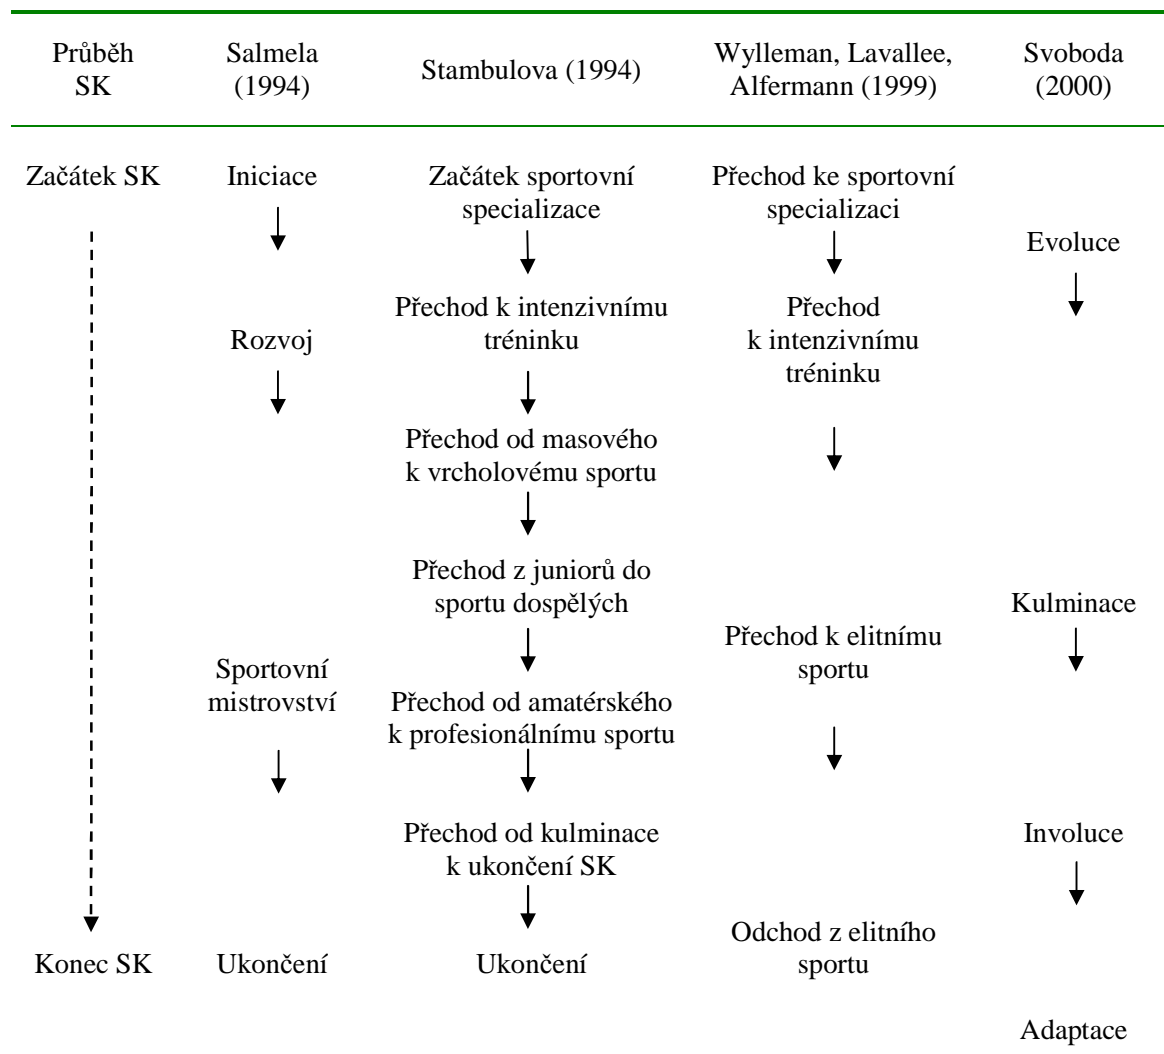 Průběh
SK
Salmela
(1994)
Stambulova (1994)
Wylleman, Lavallee,
Alfermann (1999)
Svoboda
(2000)
Začátek SK
Iniciace
Začátek sportovní
specializace
Přechod ke sportovní
specializaci
Evoluce
Rozvoj
Přechod k intenzivnímu
tréninku
Přechod
k intenzivnímu
tréninku
Přechod od masového
k vrcholovému sportu
Přechod z juniorů do
sportu dospělých
Kulminace
Přechod k elitnímu
sportu
Sportovní
mistrovství
Přechod od amatérského
k profesionálnímu sportu
Přechod od kulminace
k ukončení SK
Involuce
Odchod z elitního
sportu
Konec SK
Ukončení
Ukončení
Adaptace